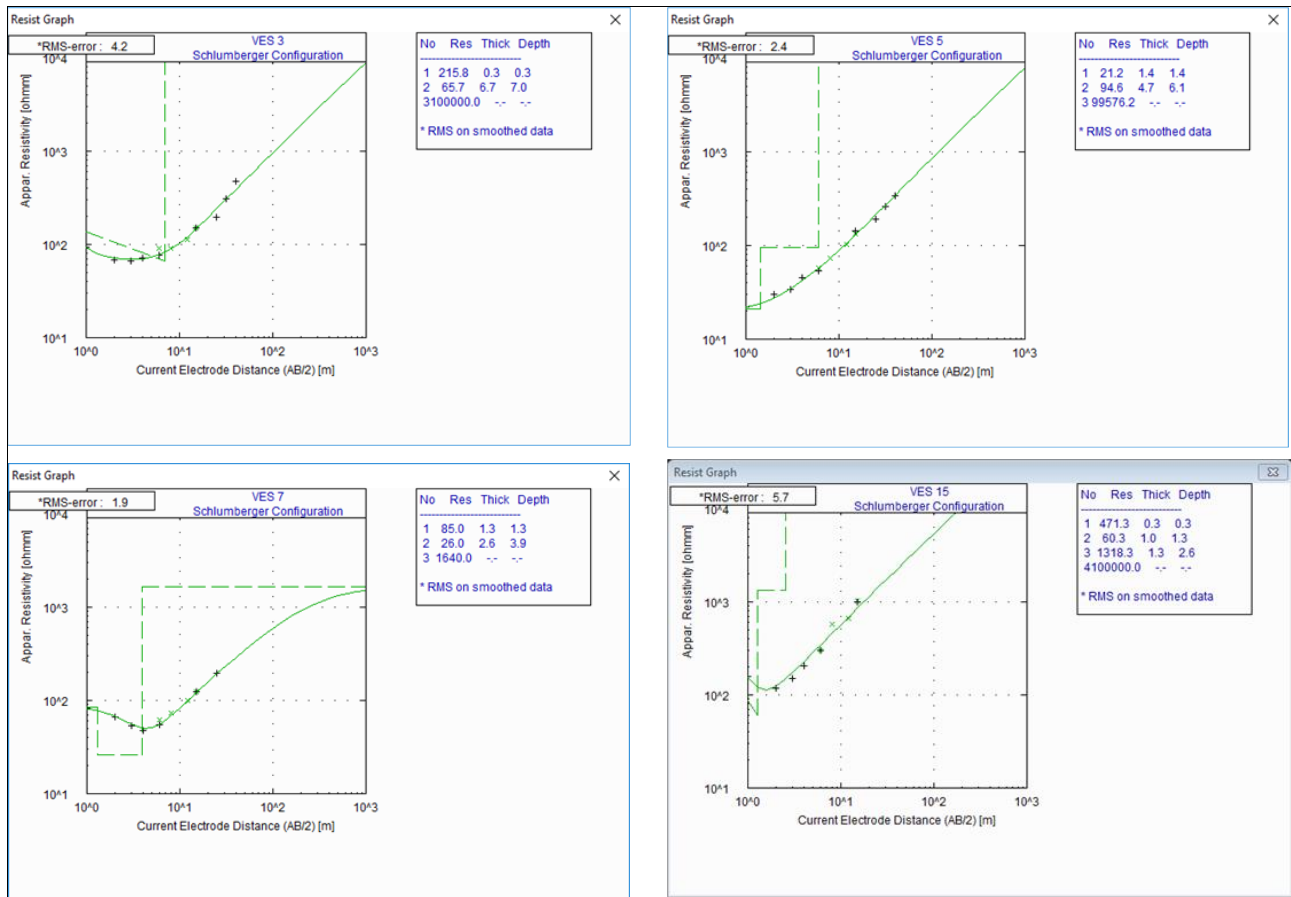 Resist Graph
*RMS-error : 4.2
VES 3
Schlumberger Configuration
No Res Thick Depth
1 215.8 0.3 0.3
2 65.7 6.7 7.0
3100000.0 -.- -.-
* RMS on smoothed data
Appar. Resistivity [ohmm]
10^4
10^3
10^2
10^1
10^0 10^1 10^2 10^3
Current Electrode Distance (AB/2) [m]
Resist Graph
*RMS-error : 2.4
VES 5
Schlumberger Configuration
No Res Thick Depth
1 21.2 1.4 1.4
2 94.6 4.7 6.1
3 99576.2 -.- -.-
* RMS on smoothed data
Appar. Resistivity [ohmm]
10^4
10^3
10^2
10^1
10^0 10^1 10^2 10^3
Current Electrode Distance (AB/2) [m]
Resist Graph
*RMS-error : 1.9
VES 7
Schlumberger Configuration
No Res Thick Depth
1 85.0 1.3 1.3
2 26.0 2.6 3.9
3 1640.0 -.- -.-
* RMS on smoothed data
Appar. Resistivity [ohmm]
10^4
10^3
10^2
10^1
10^0 10^1 10^2 10^3
Current Electrode Distance (AB/2) [m]
Resist Graph
*RMS-error : 5.7
VES 15
Schlumberger Configuration
No Res Thick Depth
1 471.3 0.3 0.3
2 60.3 1.0 1.3
3 1318.3 1.3 2.6
4100000.0 -.- -.-
* RMS on smoothed data
Appar. Resistivity [ohmm]
10^4
10^3
10^2
10^1
10^0 10^1 10^2 10^3
Current Electrode Distance (AB/2) [m]